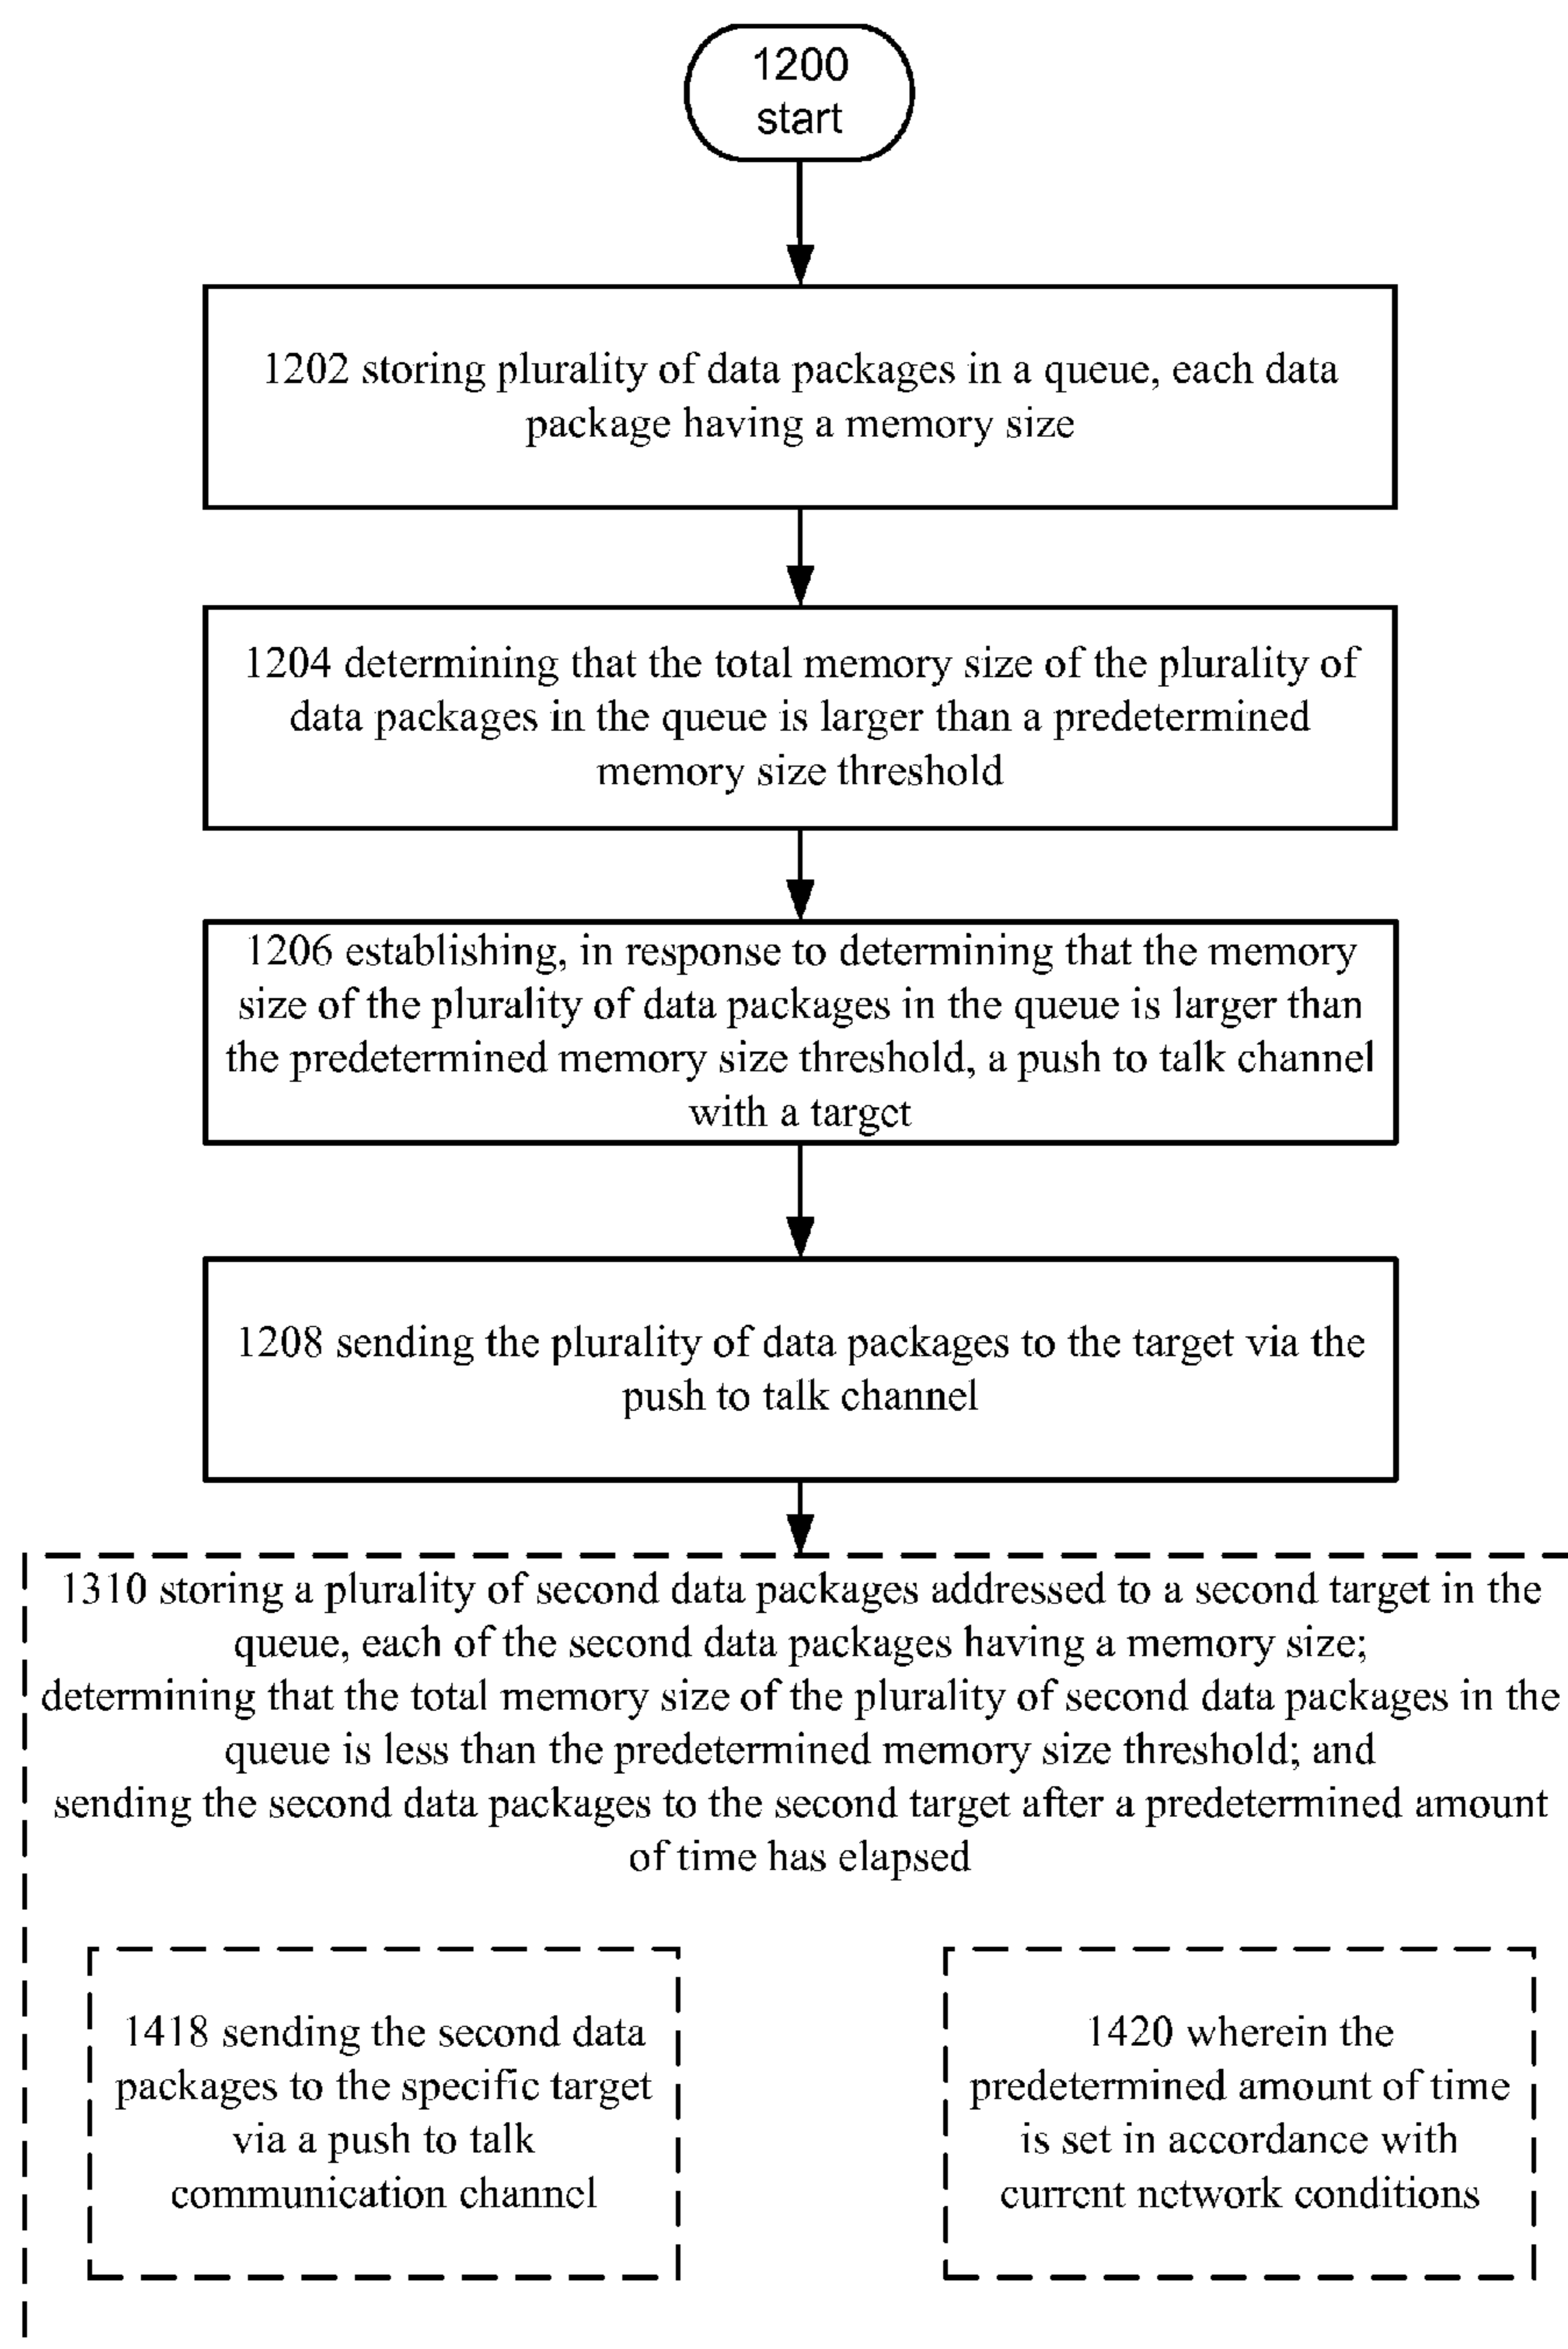 1200
start
1202 storing plurality of data packages in a queue, each data
package having a memory size
1204 determining that the total memory size of the plurality of
data packages in the queue is larger than a predetermined
memory size threshold
1206 establishing, in response to determining that the memory
size of the plurality of data packages in the queue is larger than
the predetermined memory size threshold, a push to talk channel
with a target
1208 sending the plurality of data packages to the target via the
push to talk channel
1310 storing a plurality of second data packages addressed to a second target in the
queue, each of the second data packages having a memory size;
determining that the total memory size of the plurality of second data packages in the
queue is less than the predetermined memory size threshold; and
sending the second data packages to the second target after a predetermined amount
of time has elapsed
1418 sending the second data
packages to the specific target
via a push to talk
communication channel
1420 wherein the
predetermined amount of time
is set in accordance with
current network conditions